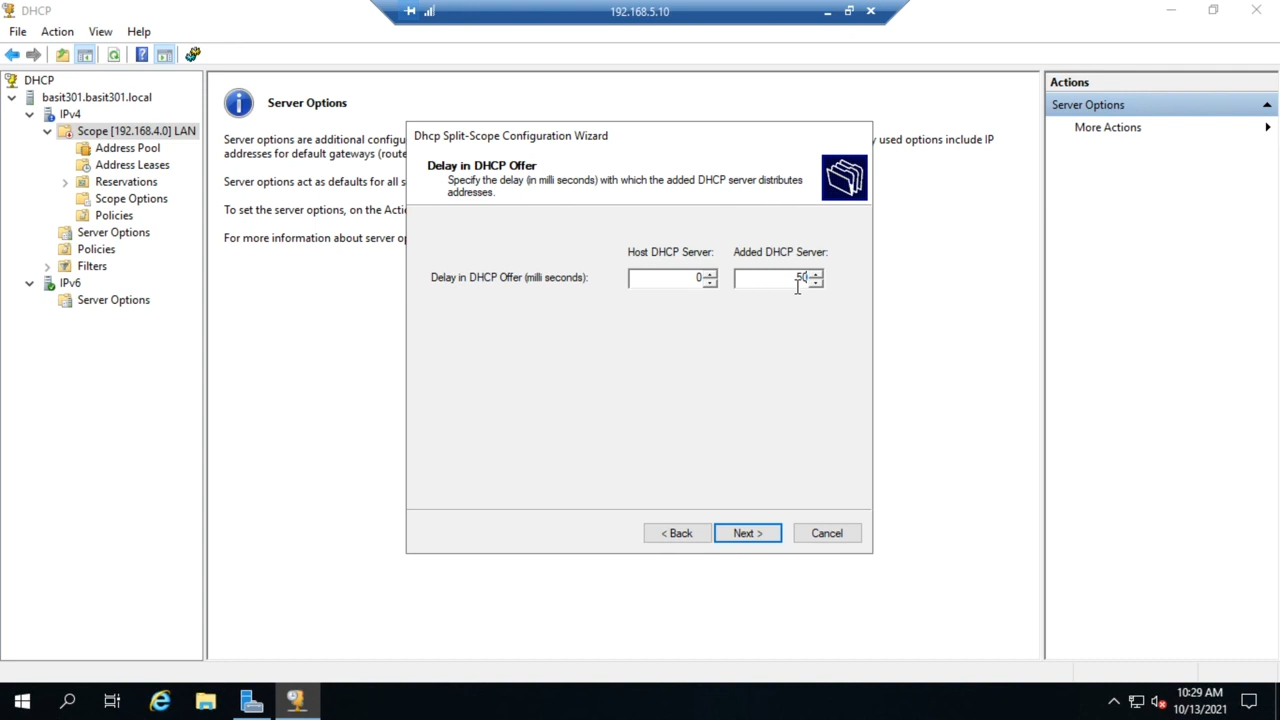 DHCP
192.168.5.10
File Action View Help
DHCP
basit301.basit301.local
IPv4
Scope [192.168.4.0] LAN
Address Pool
Address Leases
Reservations
Scope Options
Policies
Server Options
Policies
Filters
IPv6
Server Options
Server Options
Server options are additional configu
y used options include IP
addresses for default gateways (route
Server options act as defaults for all s
To set the server options, on the Actio
For more information about server op
Dhcp Split-Scope Configuration Wizard
Delay in DHCP Offer
Specify the delay (in milli seconds) with which the added DHCP server distributes
addresses.
Host DHCP Server: Added DHCP Server:
Delay in DHCP Offer (milli seconds): 0 50
< Back Next > Cancel
Actions
Server Options
More Actions
10:29 AM
10/13/2021